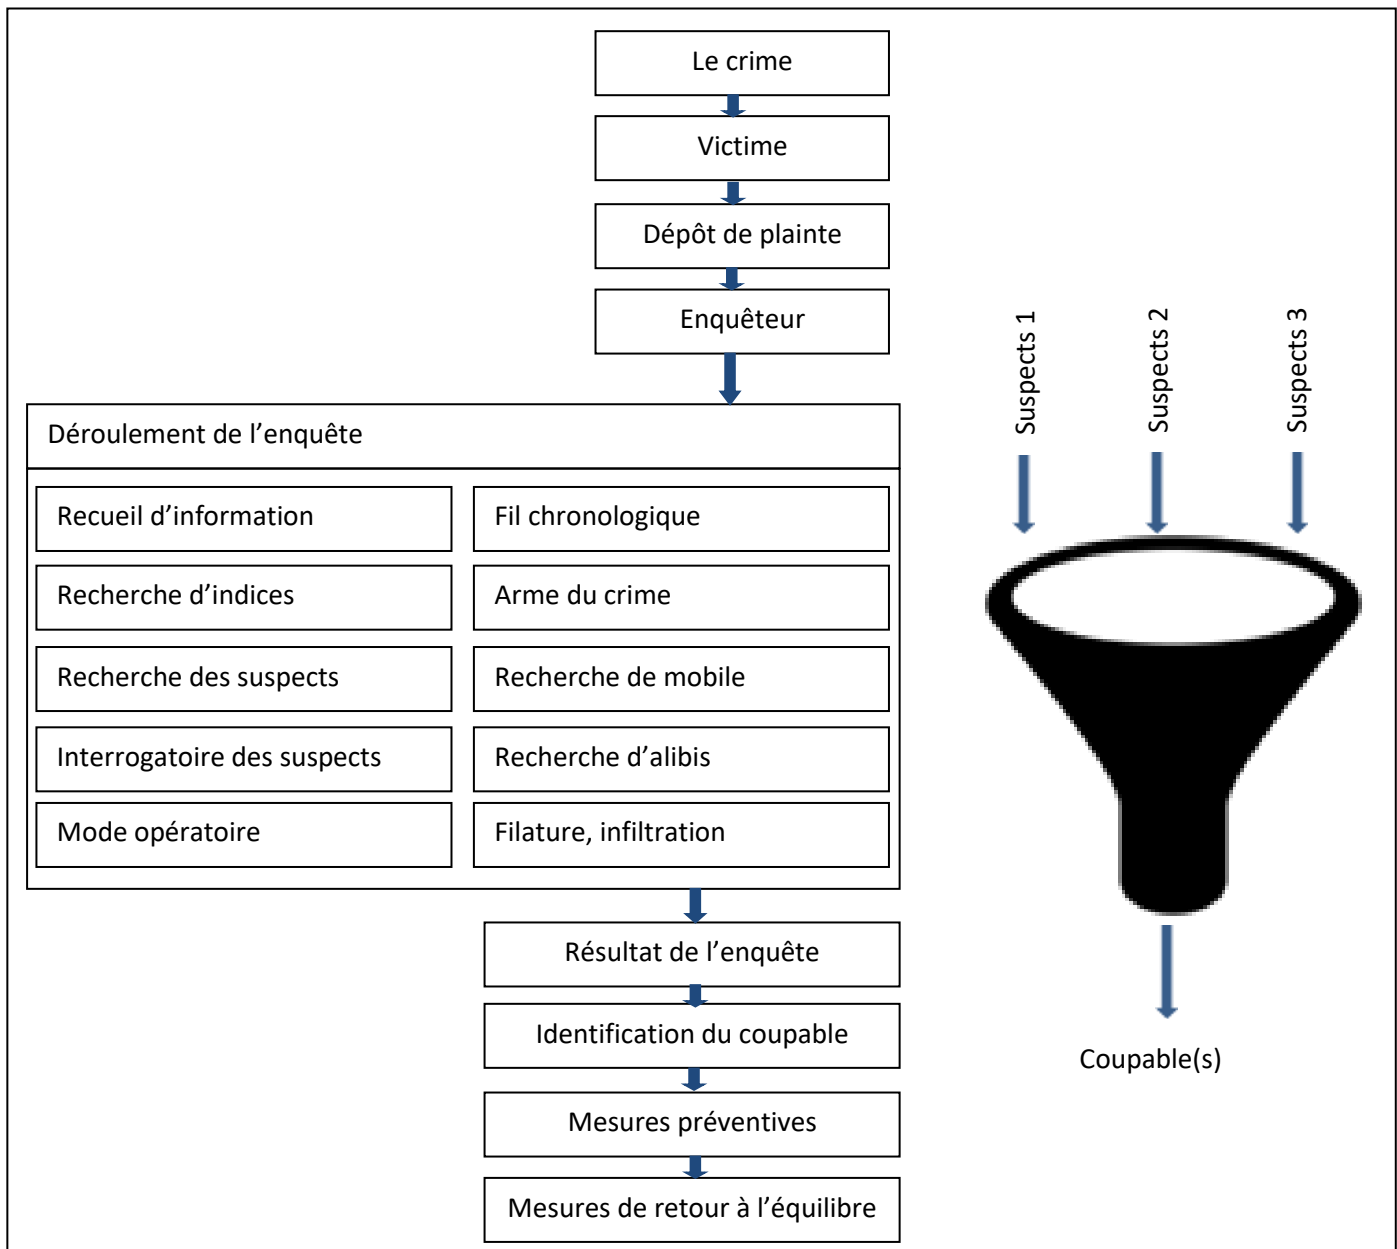 Le crime
Victime
Dépôt de plainte
Enquêteur
Déroulement de l’enquête
Recueil d’information
Fil chronologique
Recherche d’indices
Arme du crime
Recherche des suspects
Recherche de mobile
Interrogatoire des suspects
Recherche d’alibis
Mode opératoire
Filature, infiltration
Résultat de l’enquête
Identification du coupable
Mesures préventives
Mesures de retour à l’équilibre
Suspects 1
Suspects 2
Suspects 3
Coupable(s)